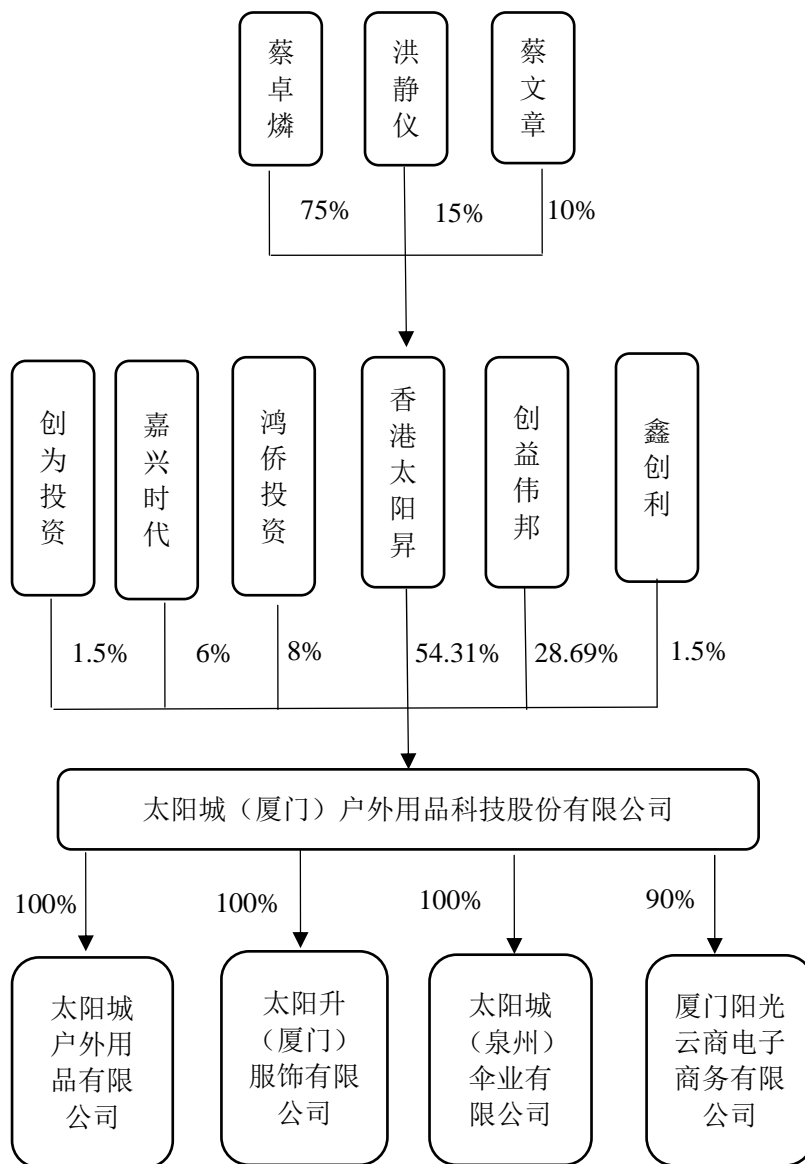 蔡卓燐
洪静仪
蔡文章
75%
15%
10%
创为投资
嘉兴时代
鸿侨投资
香港太阳昇
创益伟邦
鑫创利
1.5%
6%
8%
54.31%
28.69%
1.5%
太阳城（厦门）户外用品科技股份有限公司
100%
100%
100%
90%
太阳城
户外用
品有限
公司
太阳升
（厦门）
服饰有限
公司
太阳城
（泉州）
伞业有
限公司
厦门阳光
云商电子
商务有限
公司